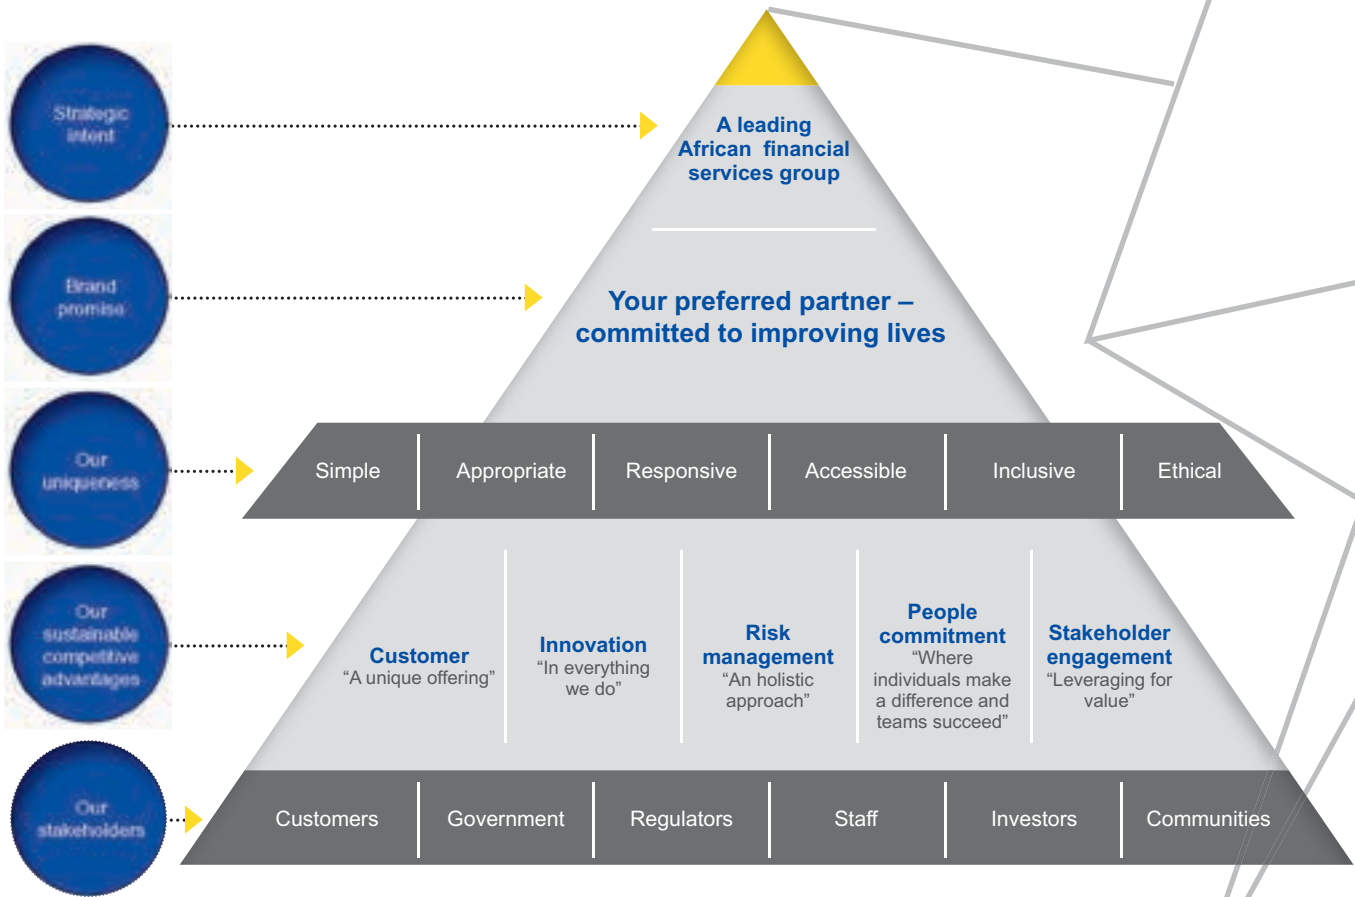 Strategic
intent
A leading
African financial
services group
Brand
promise
Your preferred partner –
committed to improving lives
Our
uniqueness
Simple
Appropriate
Responsive
Accessible
Inclusive
Ethical
Our
sustainable
competitive
advantages
Customer
“A unique offering”
Innovation
“In everything
we do”
Risk
management
“An holistic
approach”
People
commitment
“Where
individuals make
a difference and
teams succeed”
Stakeholder
engagement
“Leveraging for
value”
Our
stakeholders
Customers
Government
Regulators
Staff
Investors
Communities